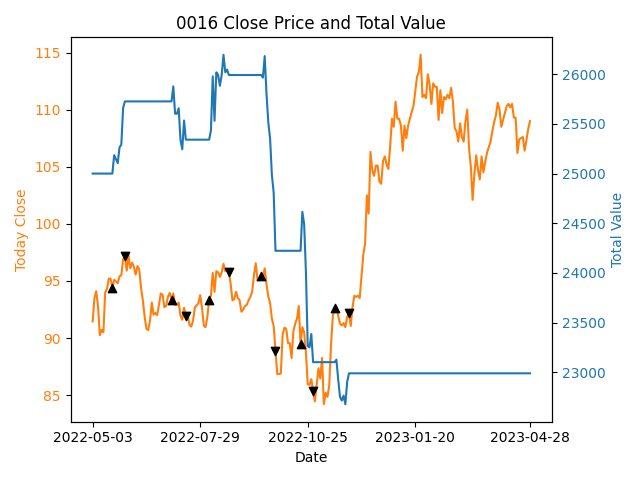 0016 Close Price and Total Value
115
110
105
100
95
90
85
Today Close
26000
25500
25000
24500
24000
23500
23000
Total Value
2022-05-03 2022-07-29 2022-10-25 2023-01-20 2023-04-28
Date